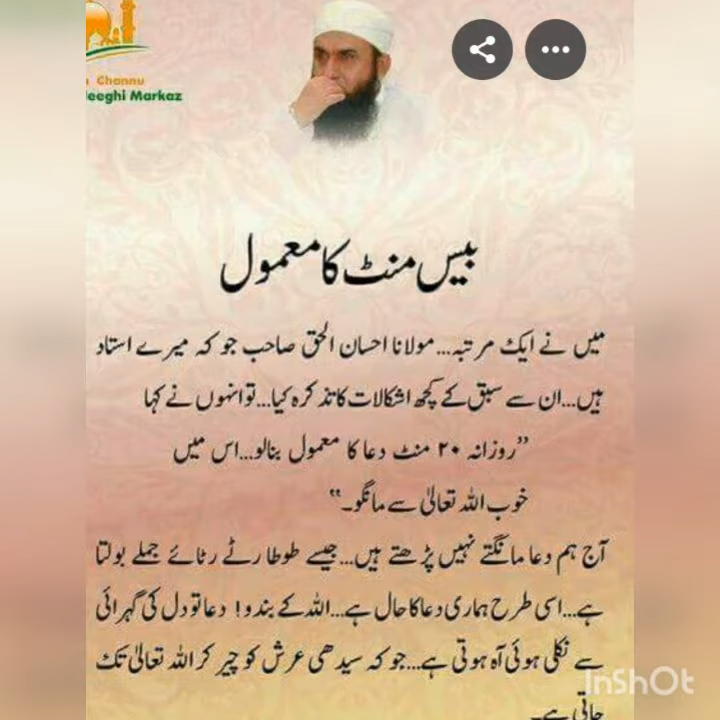 Channu
leeghi Markaz
بیس منٹ کا معمول
میں نے ایک مرتبہ...مولانا احسان الحق صاحب جو کہ میرے استاد
ہیں...ان سے سبق کے کچھ اشکالات کا تذکرہ کیا...تو انہوں نے کہا
”روزانہ ۲۰ منٹ دعا کا معمول بنالو...اس میں
خوب اللہ تعالیٰ سے مانگو۔“
آج ہم دعا مانگتے نہیں پڑھتے ہیں...جیسے طوطا رٹے رٹائے جملے بولتا
ہے...اسی طرح ہماری دعا کا حال ہے...اللہ کے بندو! دعا تو دل کی گہرائی
سے نکلی ہوئی آہ ہوتی ہے...جو کہ سیدھی عرش کو چیر کر اللہ تعالیٰ تک
جاتی ہے۔
InShOt